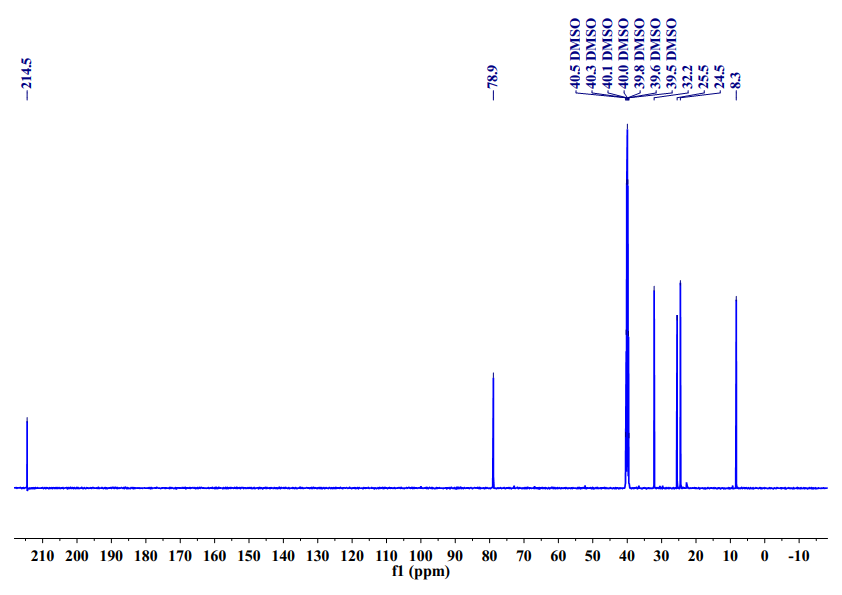 214.5
78.9
40.5 DMSO
40.3 DMSO
40.1 DMSO
40.0 DMSO
39.8 DMSO
39.6 DMSO
39.5 DMSO
32.2
25.5
24.5
8.3
210 200 190 180 170 160 150 140 130 120 110 100 90 80 70 60 50 40 30 20 10 0 -10
f1 (ppm)